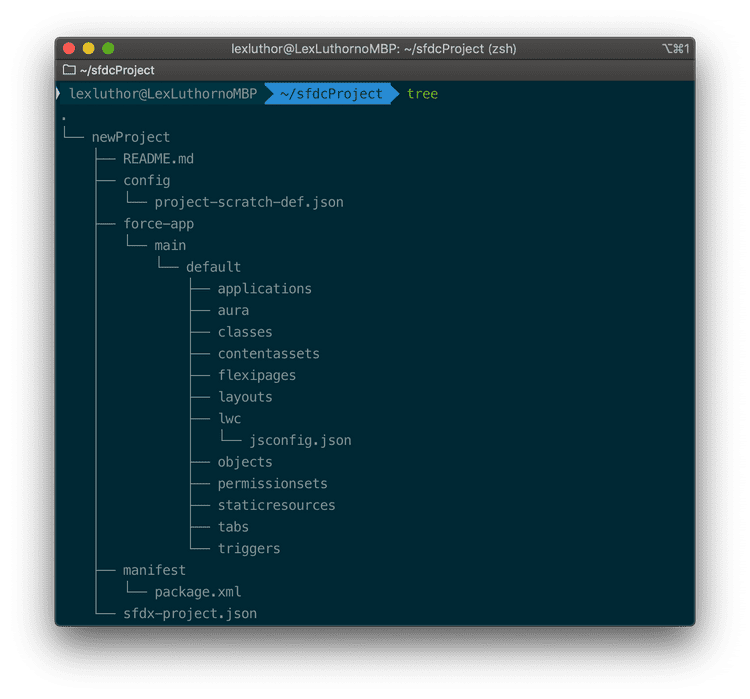 lexluthor@LexLuthornoMBP: ~/sfdcProject (zsh) ⌥⌘1
~/sfdcProject
lexluthor@LexLuthornoMBP ~/sfdcProject tree
.
└── newProject
    ├── README.md
    ├── config
    │   └── project-scratch-def.json
    ├── force-app
    │   └── main
    │       └── default
    │           ├── applications
    │           ├── aura
    │           ├── classes
    │           ├── contentassets
    │           ├── flexipages
    │           ├── layouts
    │           ├── lwc
    │           │   └── jsconfig.json
    │           ├── objects
    │           ├── permissionsets
    │           ├── staticresources
    │           ├── tabs
    │           └── triggers
    ├── manifest
    │   └── package.xml
    └── sfdx-project.json